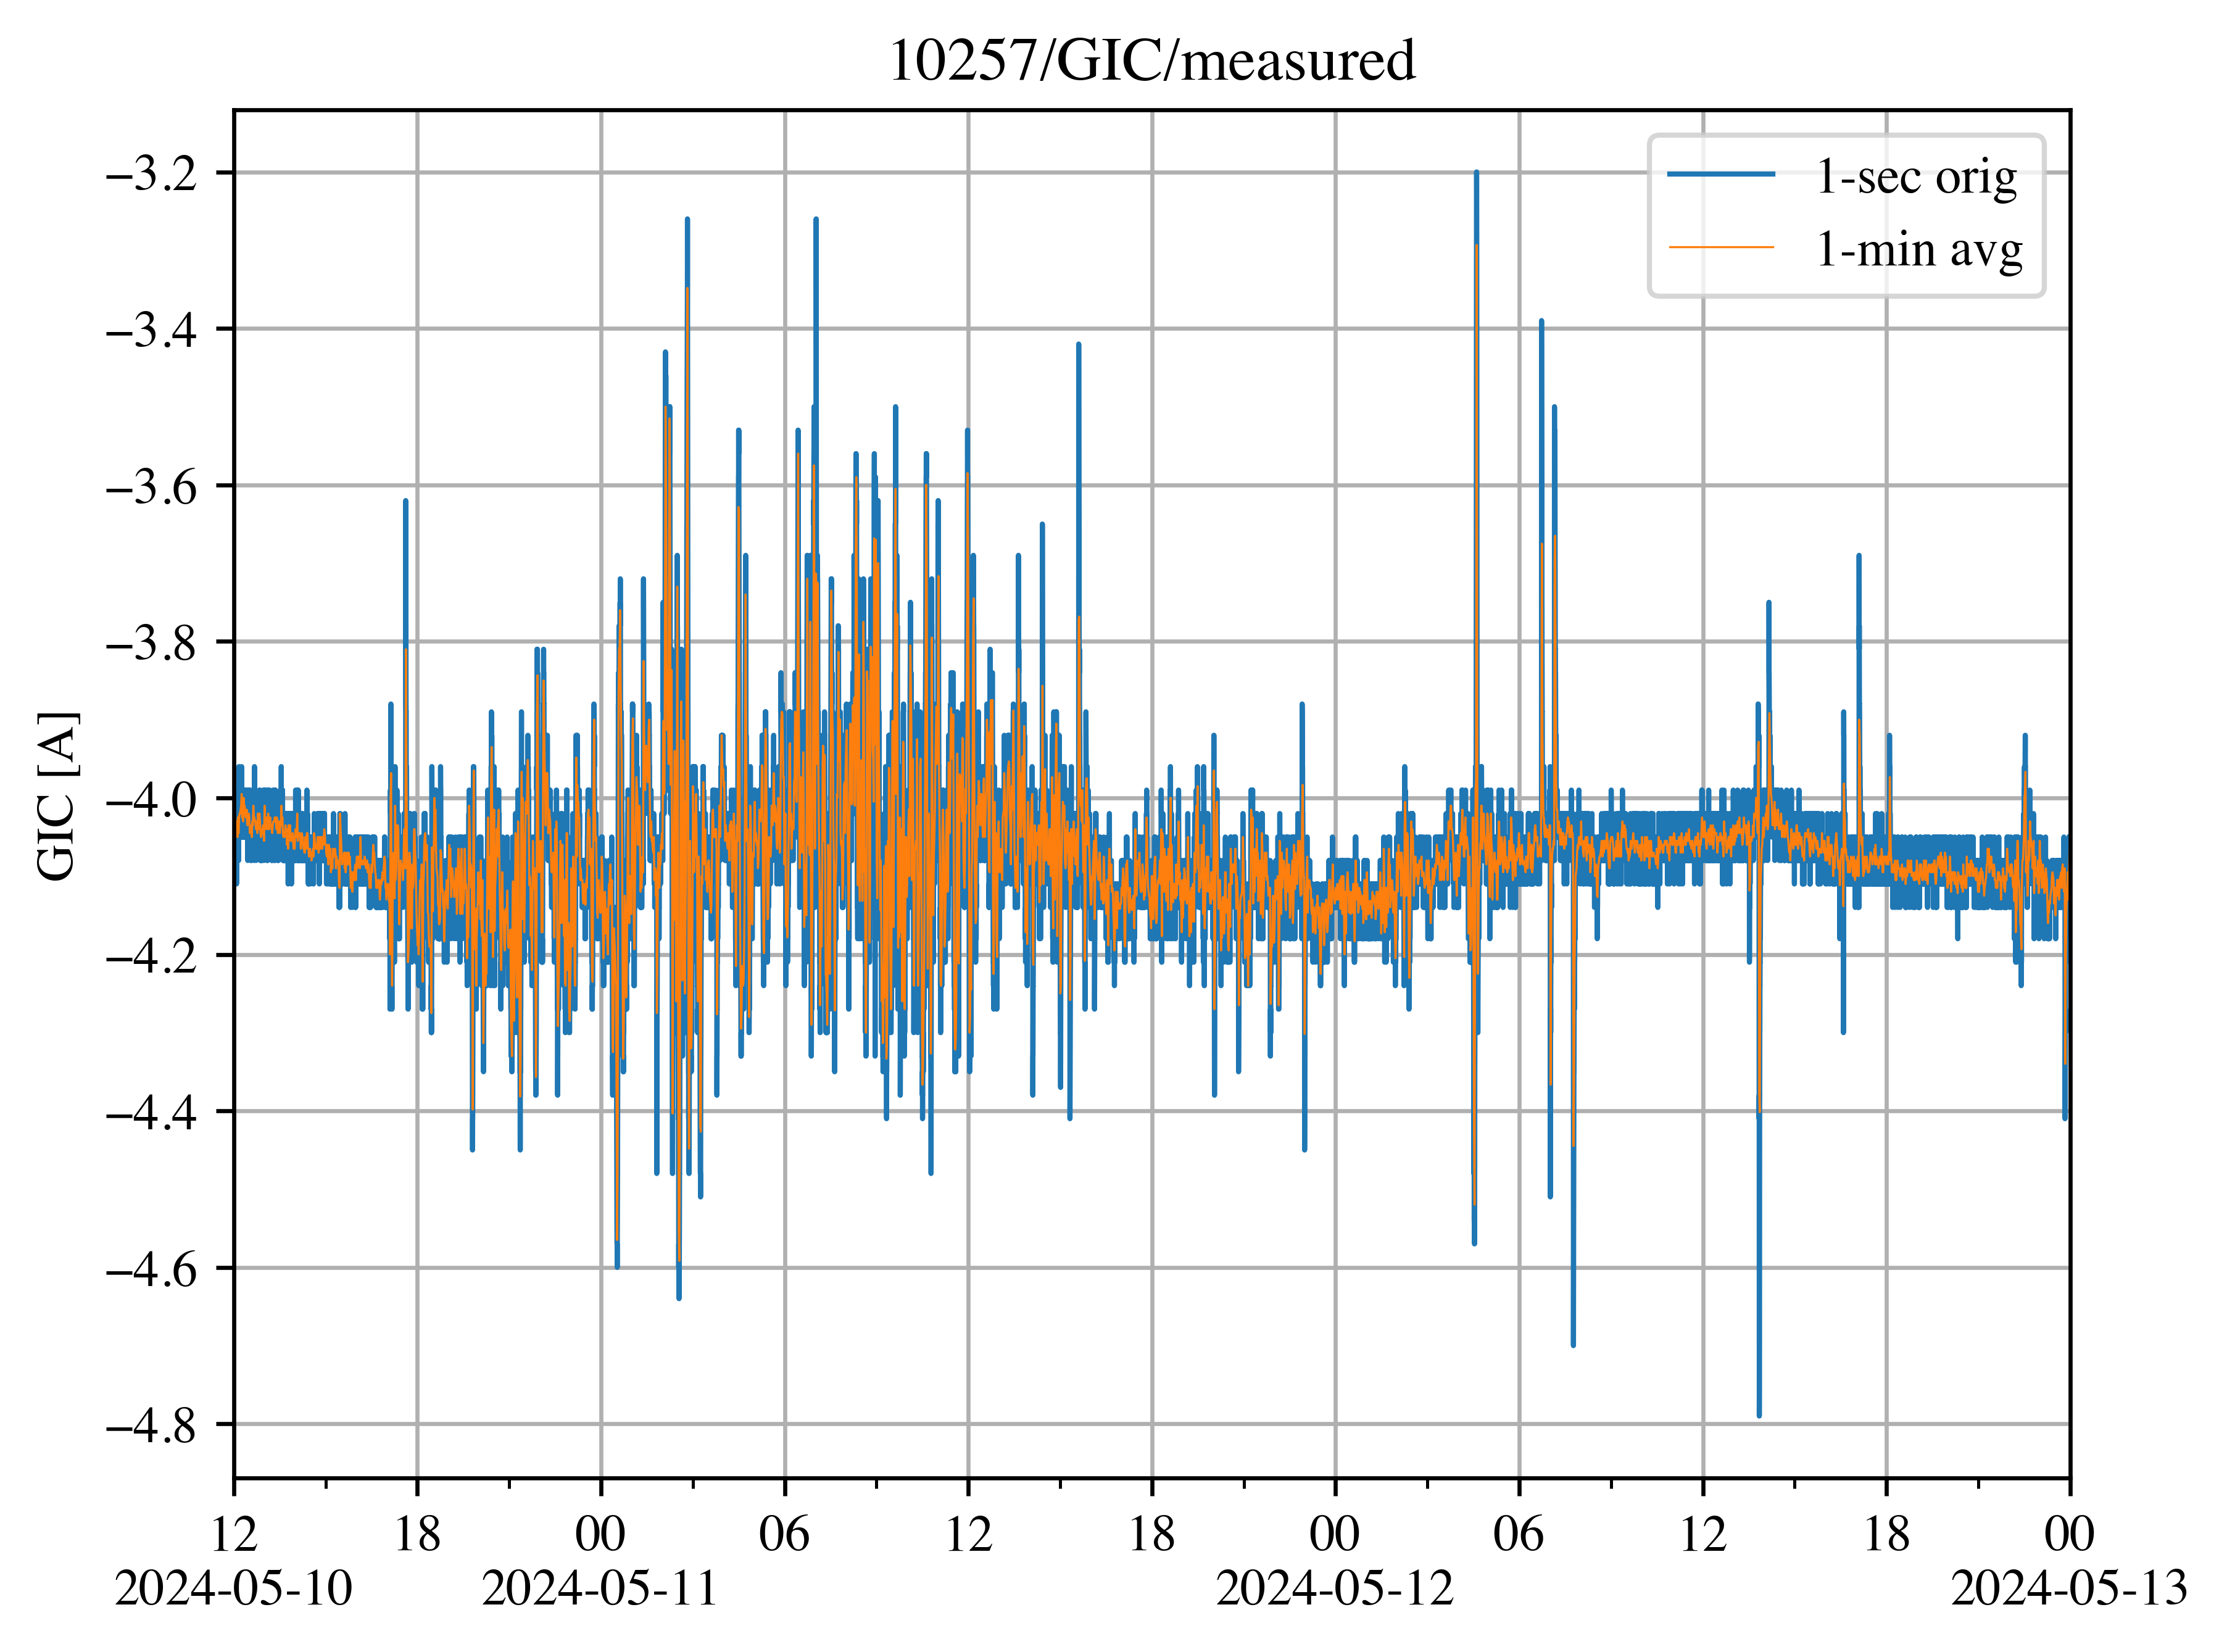 10257/GIC/measured
1-sec orig
1-min avg
GIC [A]
−3.2
−3.4
−3.6
−3.8
−4.0
−4.2
−4.4
−4.6
−4.8
12 18 00 06 12 18 00 06 12 18 00
2024-05-10 2024-05-11 2024-05-12 2024-05-13